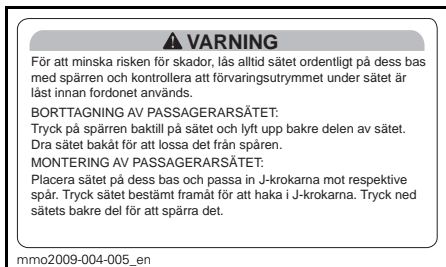 VARNING
För att minska risken för skador, lås alltid sätet ordentligt på dess bas
med spärren och kontrollera att förvaringsutrymmet under sätet är
låst innan fordonet används.
BORTTAGNING AV PASSAGERARSÄTET:
Tryck på spärren baktill på sätet och lyft upp bakre delen av sätet.
Dra sätet bakåt för att lossa det från spåren.
MONTERING AV PASSAGERARSÄTET:
Placera sätet på dess bas och passa in J-krokarna mot respektive
spår. Tryck sätet bestämt framåt för att haka i J-krokarna. Tryck ned
sätets bakre del för att spärra det.
mmo2009-004-005_en